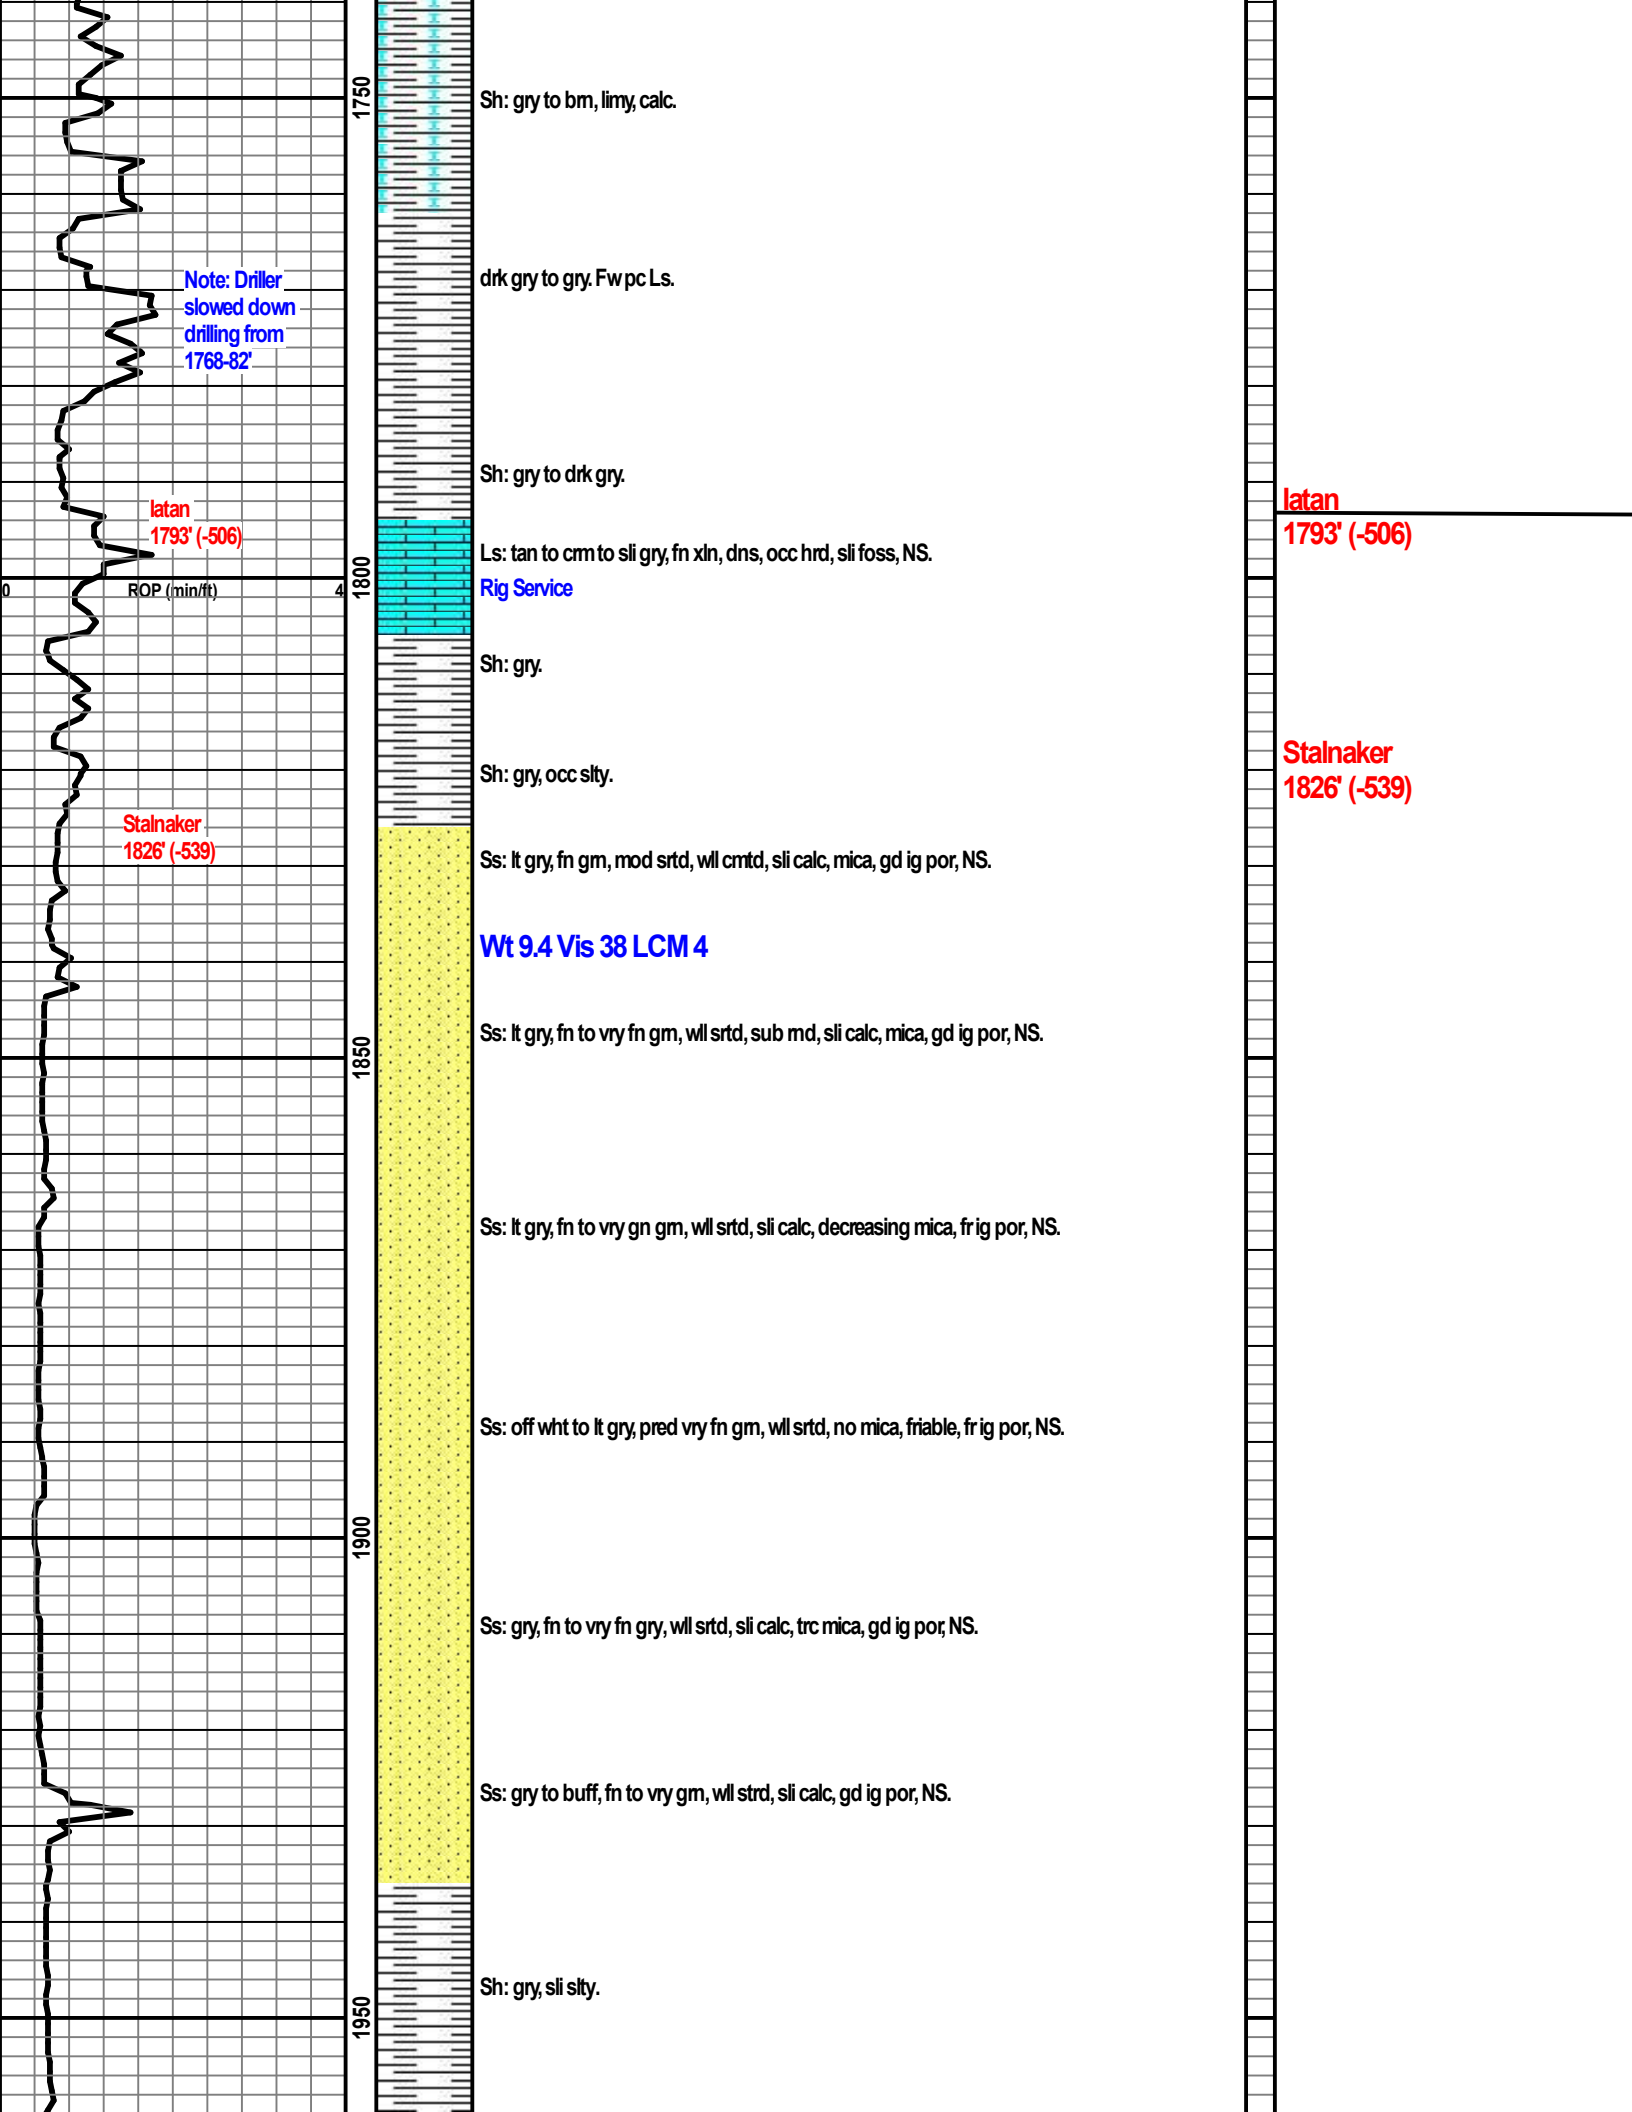 1750
Sh: gry to brn, limy, calc.
Note: Driller
slowed down
drilling from
1768-82'
drk gry to gry. Fw pc Ls.
Sh: gry to drk gry.
Iatan
1793' (-506)
Iatan
1793' (-506)
Ls: tan to crm to sli gry, fn xln, dns, occ hrd, sli foss, NS.
0 ROP (min/ft) 4
1800
Rig Service
Sh: gry.
Sh: gry, occ slty.
Stalnaker
1826' (-539)
Stalnaker
1826' (-539)
Ss: lt gry, fn grn, mod srtd, wll cmtd, sli calc, mica, gd ig por, NS.
Wt 9.4 Vis 38 LCM 4
Ss: lt gry, fn to vry fn grn, wll srtd, sub rnd, sli calc, mica, gd ig por, NS.
1850
Ss: lt gry, fn to vry gn grn, wll srtd, sli calc, decreasing mica, fr ig por, NS.
Ss: off wht to lt gry, pred vry fn grn, wll srtd, no mica, friable, fr ig por, NS.
1900
Ss: gry, fn to vry fn gry, wll srtd, sli calc, trc mica, gd ig por, NS.
Ss: gry to buff, fn to vry grn, wll strd, sli calc, gd ig por, NS.
Sh: gry, sli slty.
1950